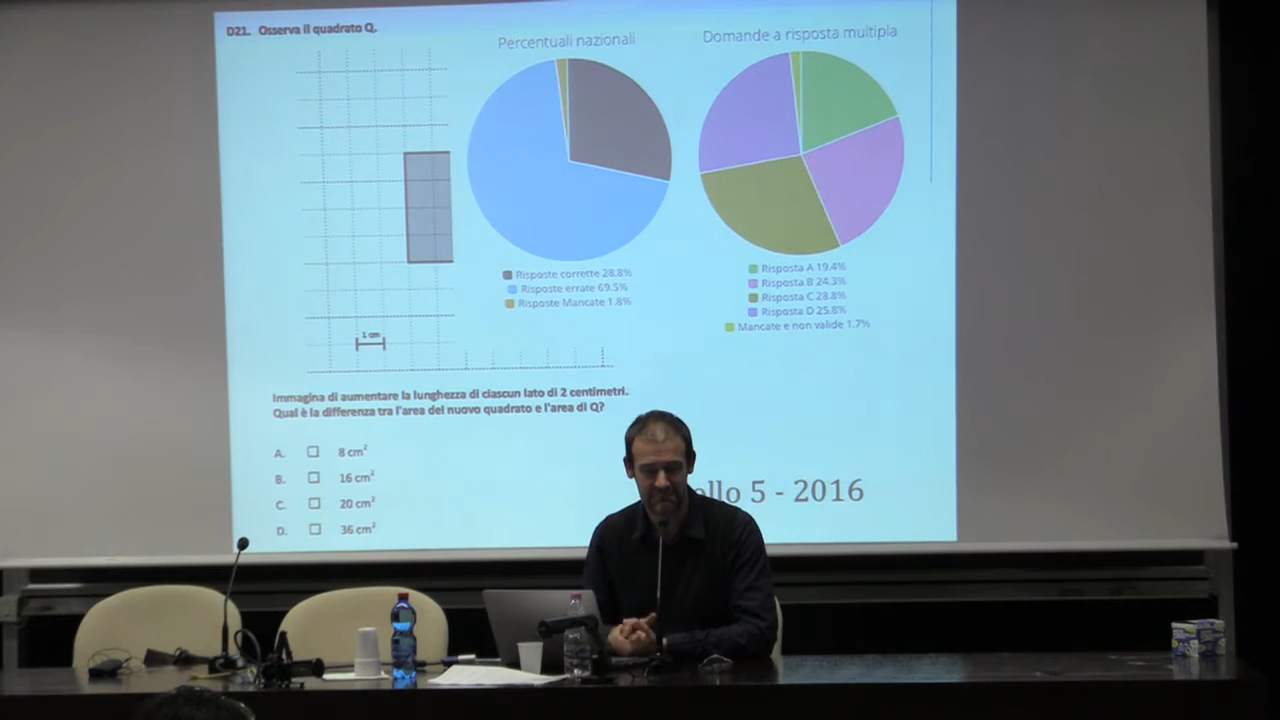 D21. Osserva il quadrato Q.
Percentuali nazionali
Domande a risposta multipla
1 cm
Risposte corrette 28.8%
Risposte errate 69.5%
Risposte Mancate 1.8%
Risposta A 19.4%
Risposta B 24.3%
Risposta C 28.8%
Risposta D 25.8%
Mancate e non valide 1.7%
Immagina di aumentare la lunghezza di ciascun lato di 2 centimetri.
Qual è la differenza tra l'area del nuovo quadrato e l'area di Q?
A. 8 cm²
B. 16 cm²
C. 20 cm²
D. 36 cm²
5 - 2016